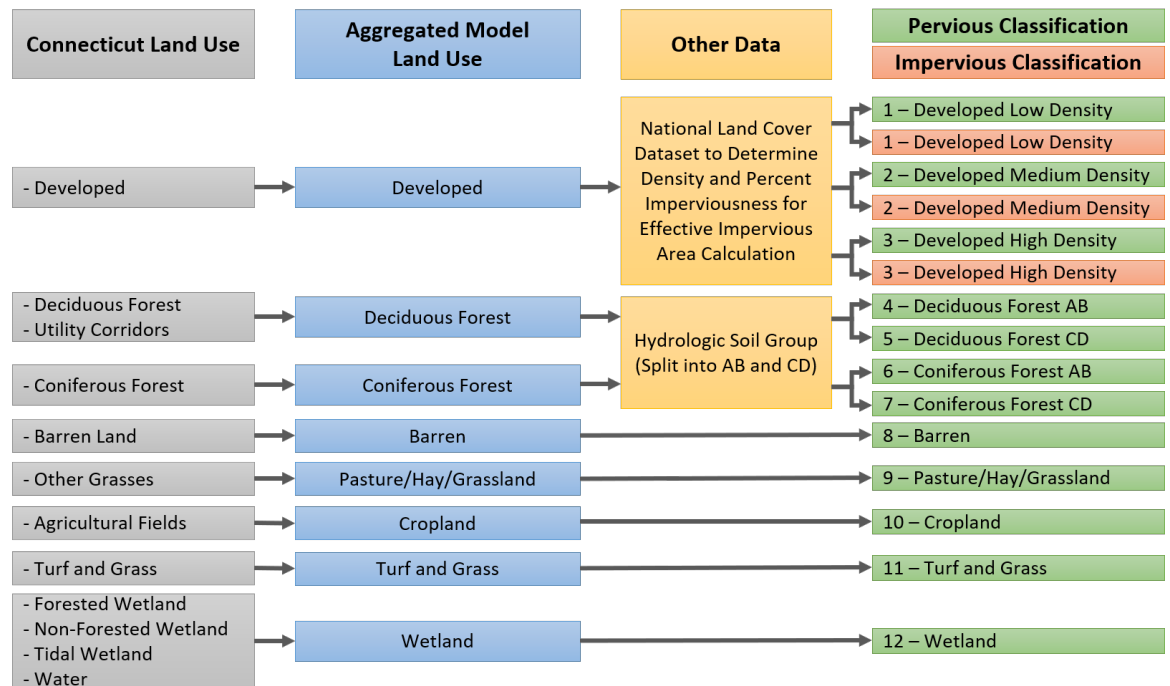 Connecticut Land Use
Aggregated Model
Land Use
Other Data
Pervious Classification
Impervious Classification
- Developed
Developed
National Land Cover
Dataset to Determine
Density and Percent
Imperviousness for
Effective Impervious
Area Calculation
1 – Developed Low Density
1 – Developed Low Density
2 – Developed Medium Density
2 – Developed Medium Density
3 – Developed High Density
3 – Developed High Density
- Deciduous Forest
- Utility Corridors
Deciduous Forest
Hydrologic Soil Group
(Split into AB and CD)
4 – Deciduous Forest AB
5 – Deciduous Forest CD
- Coniferous Forest
Coniferous Forest
6 – Coniferous Forest AB
7 – Coniferous Forest CD
- Barren Land
Barren
8 – Barren
- Other Grasses
Pasture/Hay/Grassland
9 – Pasture/Hay/Grassland
- Agricultural Fields
Cropland
10 – Cropland
- Turf and Grass
Turf and Grass
11 – Turf and Grass
- Forested Wetland
- Non-Forested Wetland
- Tidal Wetland
- Water
Wetland
12 – Wetland